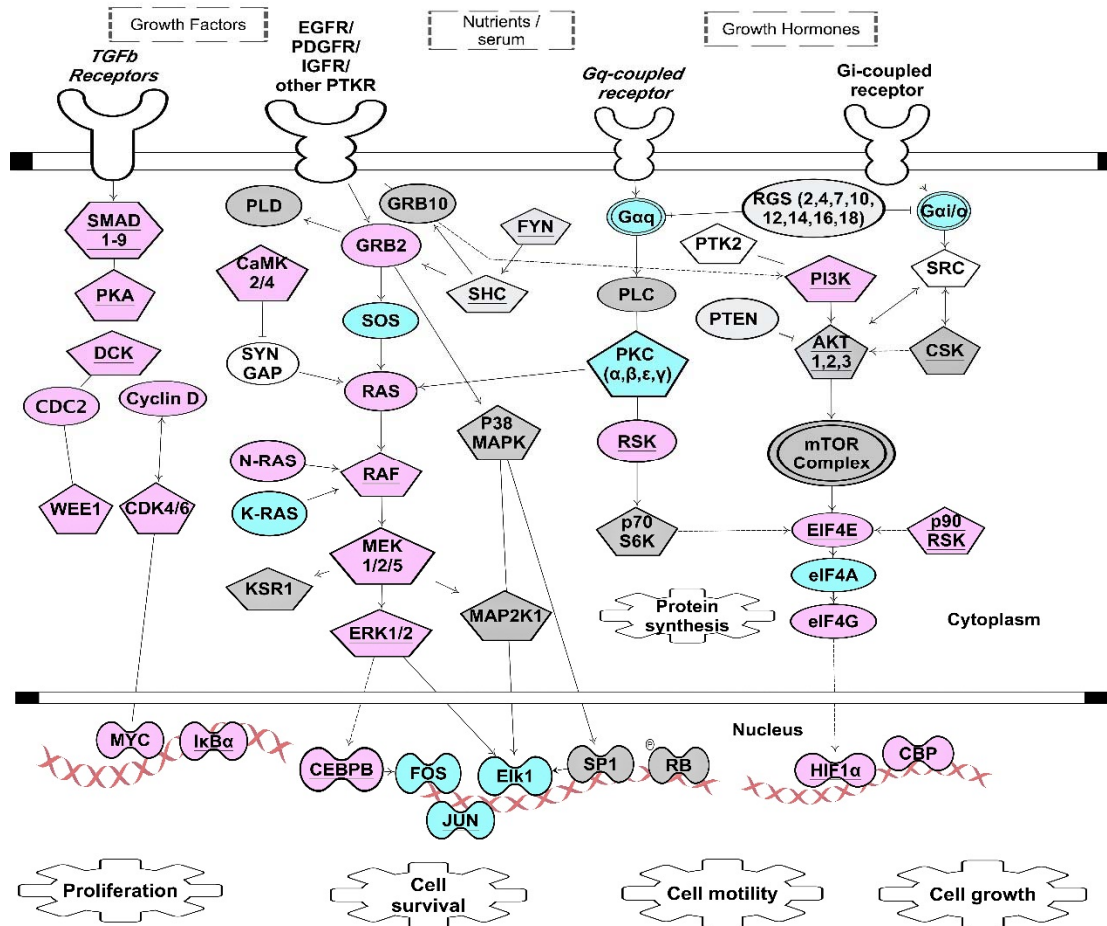 Growth Factors
Nutrients /
serum
Growth Hormones
TGFb
Receptors
EGFR/
PDGFR/
IGFR/
other PTKR
Gq-coupled
receptor
Gi-coupled
receptor
SMAD
1-9
PLD
GRB10
FYN
Gαq
RGS (2,4,7,10,
12,14,16,18)
Gαi/o
GRB2
PTK2
CaMK
2/4
PKA
SHC
PLC
PI3K
SRC
SOS
PTEN
DCK
SYN
GAP
PKC
(α,β,ε,γ)
AKT
1,2,3
CSK
CDC2
Cyclin D
RAS
P38
MAPK
RSK
mTOR
Complex
N-RAS
RAF
K-RAS
WEE1
CDK4/6
p70
S6K
EIF4E
p90
RSK
MEK
1/2/5
KSR1
eIF4A
MAP2K1
Protein
synthesis
eIF4G
Cytoplasm
ERK1/2
Nucleus
MYC
IκBα
CEBPB
FOS
Elk1
SP1
P
RB
HIF1α
CBP
JUN
Proliferation
Cell
survival
Cell motility
Cell growth